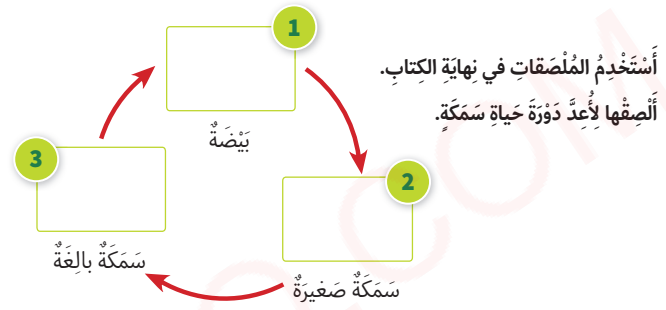 أَسْتَخْدِمُ المُلْصَقاتِ في نِهايَةِ الكِتابِ.
أَلْصِقْها لِأُعِدَّ دَوْرَةَ حَياةِ سَمَكَةٍ.
1
بَيْضَةٌ
2
سَمَكَةٌ صَغيرَةٌ
3
سَمَكَةٌ بالِغَةٌ